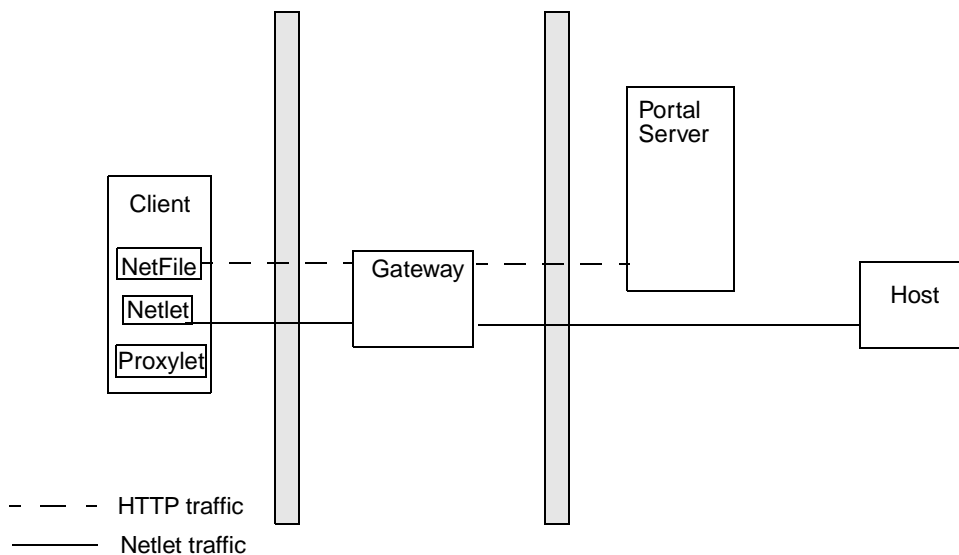 Portal
Server
Client
NetFile
Gateway
Netlet
Host
Proxylet
HTTP traffic
Netlet traffic